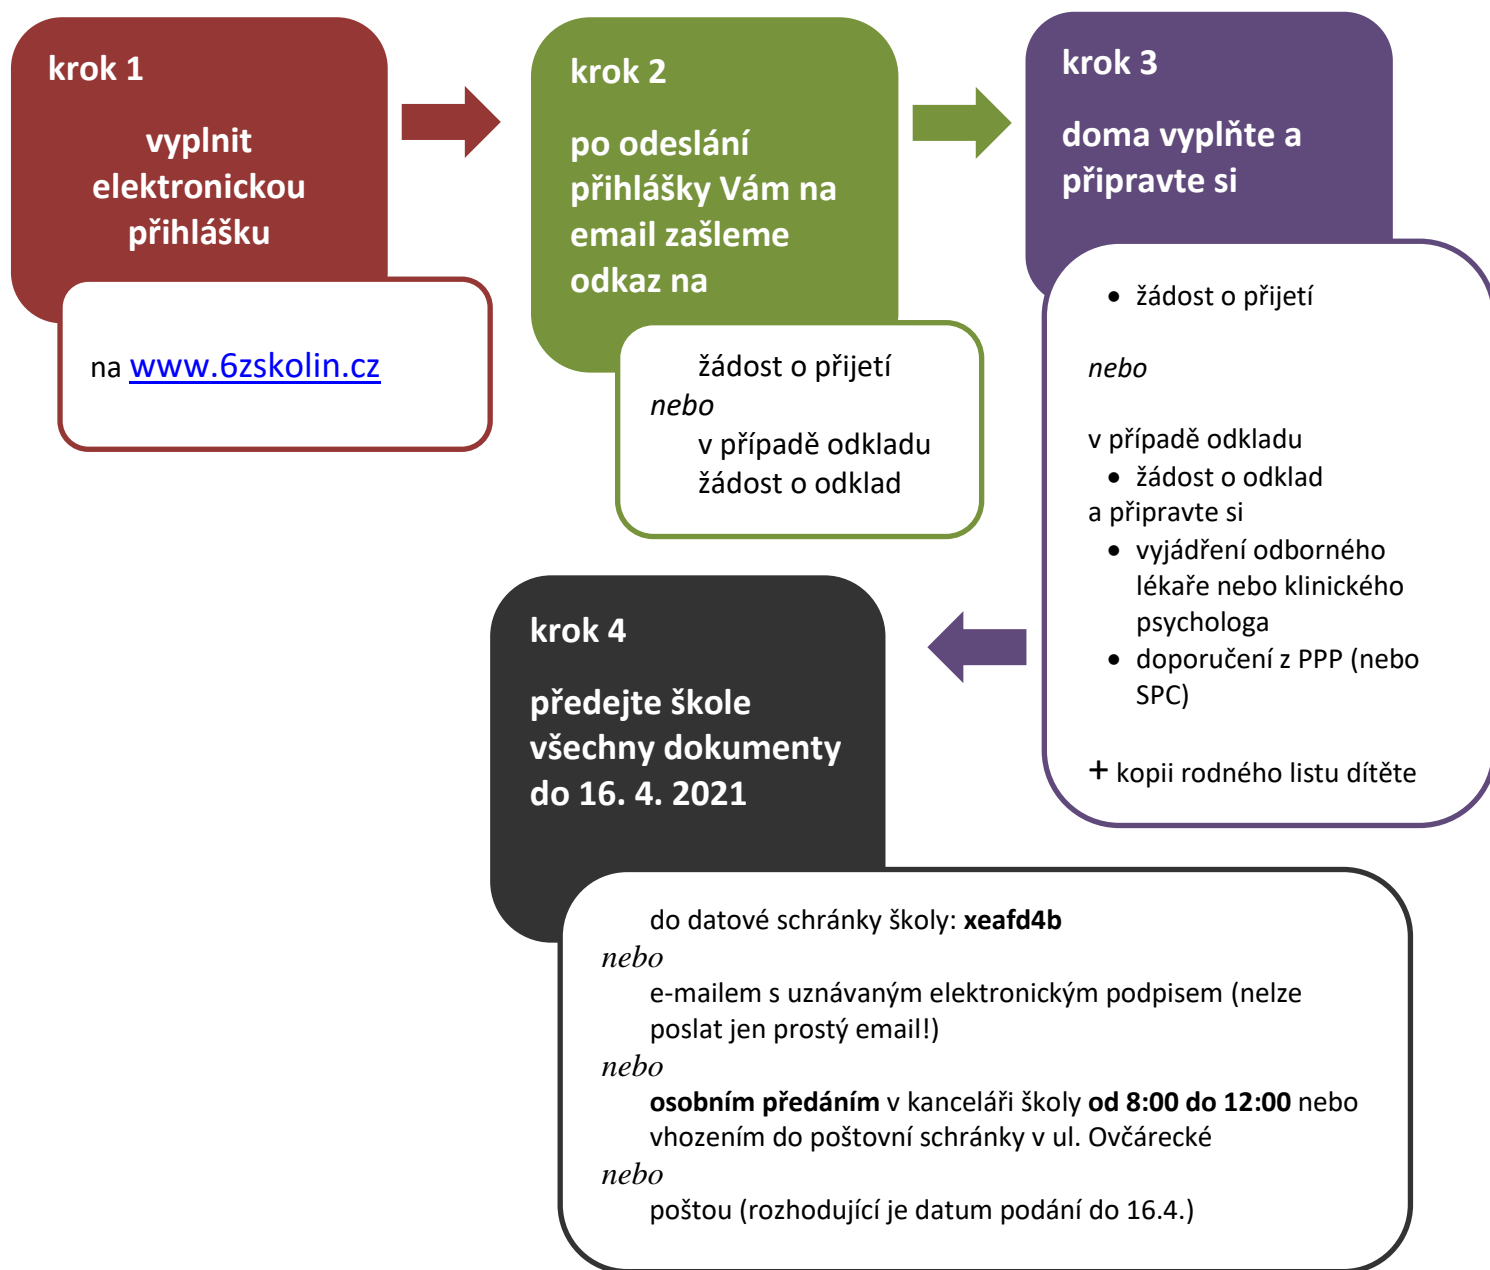 krok 1
vyplnit
elektronickou
přihlášku
na www.6zskolin.cz
krok 2
po odeslání
přihlášky Vám na
email zašleme
odkaz na
žádost o přijetí
nebo
v případě odkladu
žádost o odklad
krok 3
doma vyplňte a
připravte si
• žádost o přijetí
nebo
v případě odkladu
• žádost o odklad
a připravte si
• vyjádření odborného
lékaře nebo klinického
psychologa
• doporučení z PPP (nebo
SPC)
+ kopii rodného listu dítěte
krok 4
předejte škole
všechny dokumenty
do 16. 4. 2021
do datové schránky školy: xeafd4b
nebo
e-mailem s uznávaným elektronickým podpisem (nelze
poslat jen prostý email!)
nebo
osobním předáním v kanceláři školy od 8:00 do 12:00 nebo
vhozením do poštovní schránky v ul. Ovčárecké
nebo
poštou (rozhodující je datum podání do 16.4.)